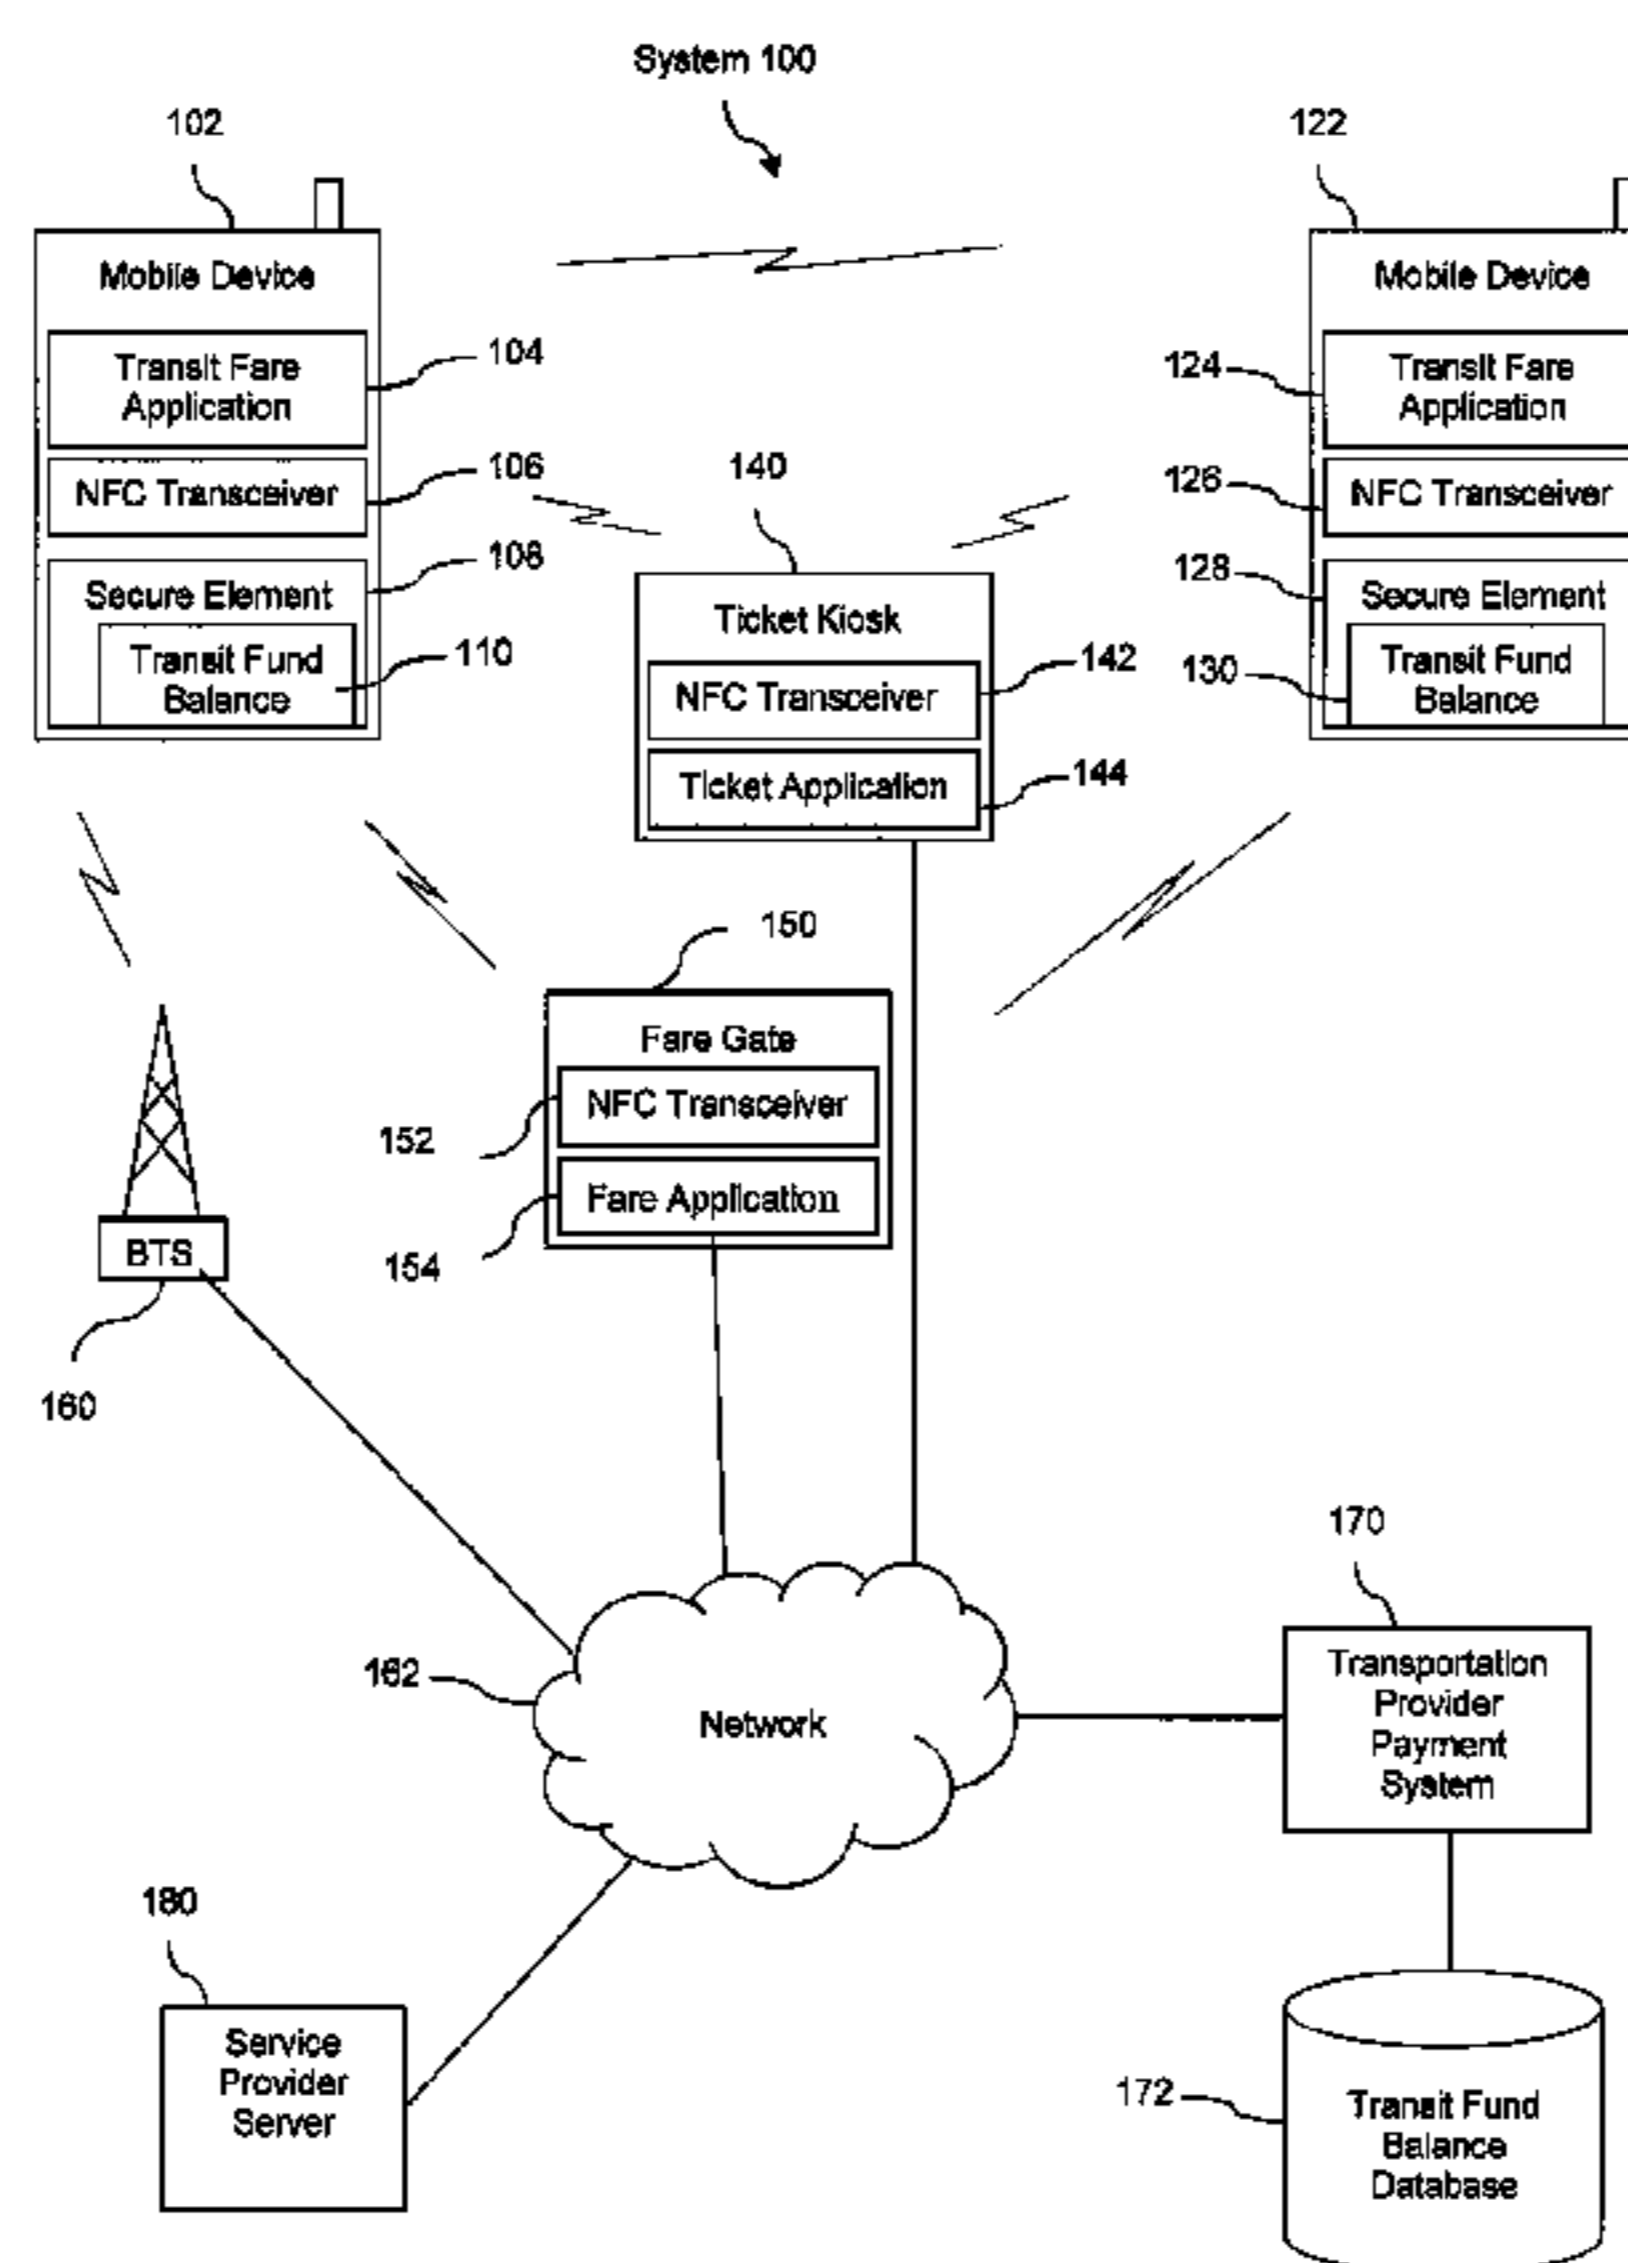 System 100
102
122
Mobile Device
Transit Fare
Application
104
NFC Transceiver
106
108
Secure Element
Transit Fund
Balance
110
Mobile Device
124
Transit Fare
Application
126
NFC Transceiver
128
Secure Element
130
Transit Fund
Balance
140
Ticket Kiosk
NFC Transceiver
142
Ticket Application
144
150
Fare Gate
NFC Transceiver
152
Fare Application
154
BTS
160
162
Network
170
Transportation
Provider
Payment
System
180
Service
Provider
Server
172
Transit Fund
Balance
Database